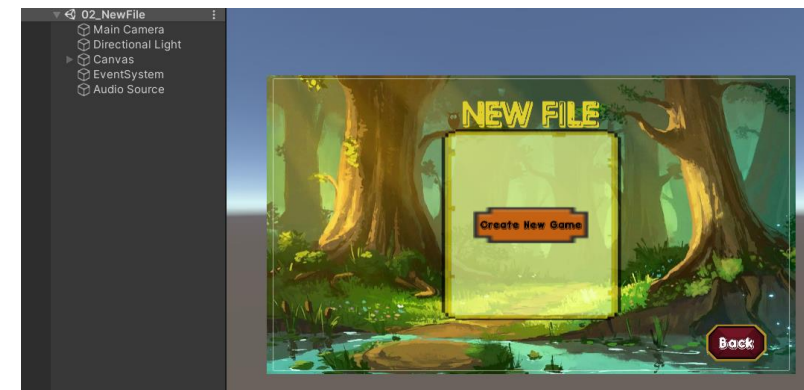 02_NewFile
Main Camera
Directional Light
Canvas
EventSystem
Audio Source
NEW FILE
Create New Game
Back